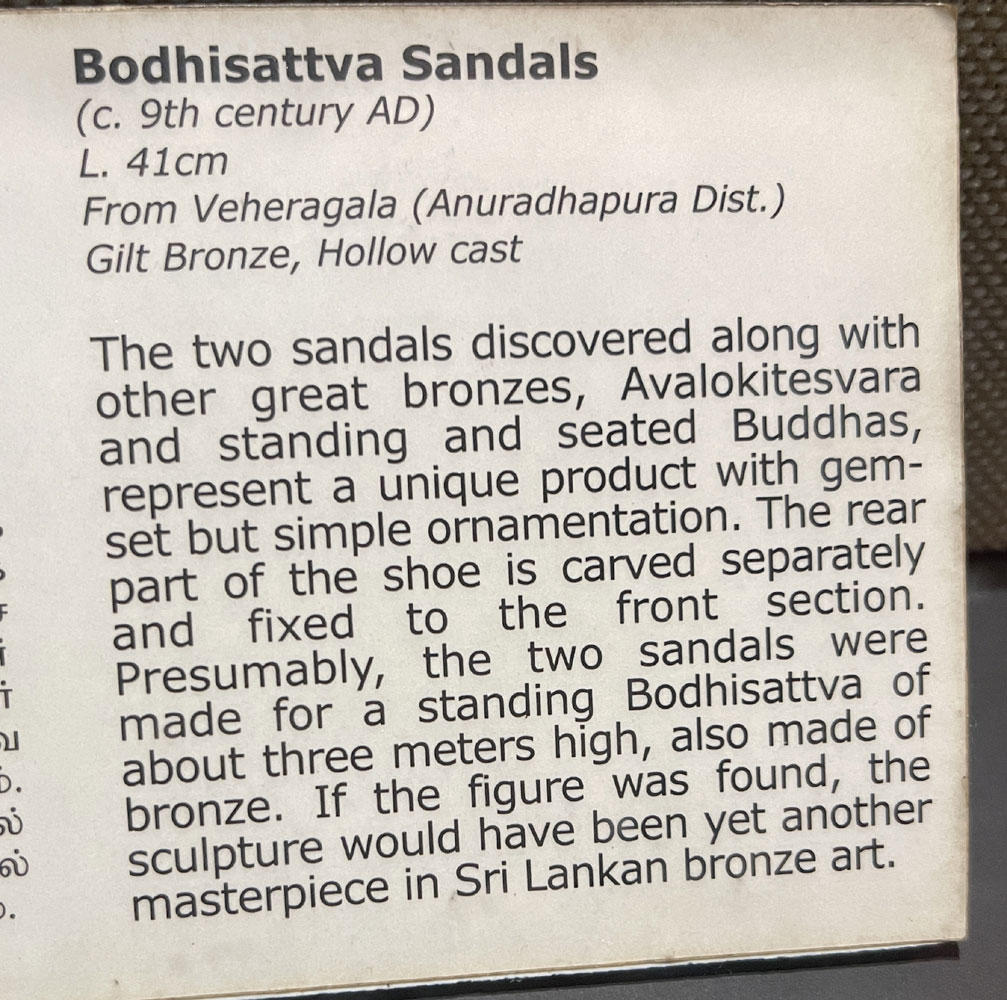 Bodhisattva Sandals
(c. 9th century AD)
L. 41cm
From Veheragala (Anuradhapura Dist.)
Gilt Bronze, Hollow cast
The two sandals discovered along with
other great bronzes, Avalokitesvara
and standing and seated Buddhas,
represent a unique product with gem-
set but simple ornamentation. The rear
part of the shoe is carved separately
and fixed to the front section.
Presumably, the two sandals were
made for a standing Bodhisattva of
about three meters high, also made of
bronze. If the figure was found, the
sculpture would have been yet another
masterpiece in Sri Lankan bronze art.